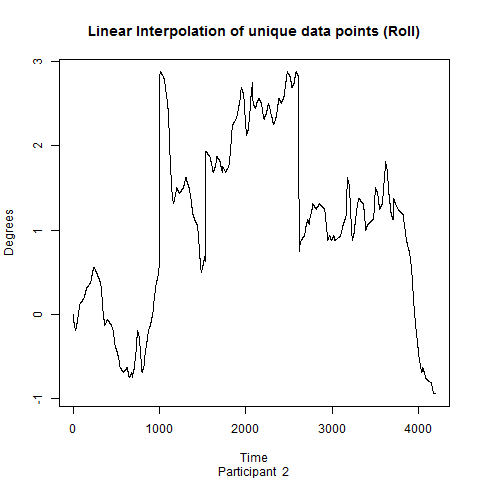 Linear Interpolation of unique data points (Roll)
Degrees
3
2
1
0
-1
0 1000 2000 3000 4000
Time
Participant 2